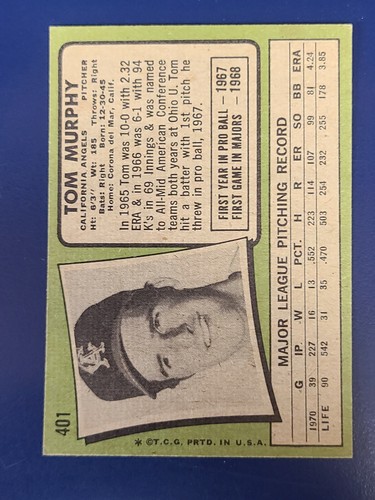 401
* ©T.C.G. PRTD. IN U.S.A.
TOM MURPHY
CALIFORNIA ANGELS PITCHER
Ht: 6'3" Wt: 185 Throws: Right
Bats: Right Born: 12-30-45
Home: Corona del Mar, Calif.
In 1965 Tom was 10-0 with 2.32
ERA & in 1966 was 6-1 with 94
K's in 69 Innings & was named
to All-Mid American Conference
teams both years at Ohio U. Tom
hit a batter with 1st pitch he
threw in pro ball, 1967.
FIRST YEAR IN PRO BALL — 1967
FIRST GAME IN MAJORS — 1968
MAJOR LEAGUE PITCHING RECORD
G IP. W L PCT. H R ER SO BB ERA
1970 39 227 16 13 .552 223 114 107 99 81 4.24
LIFE 90 542 31 35 .470 503 254 232 255 178 3.85